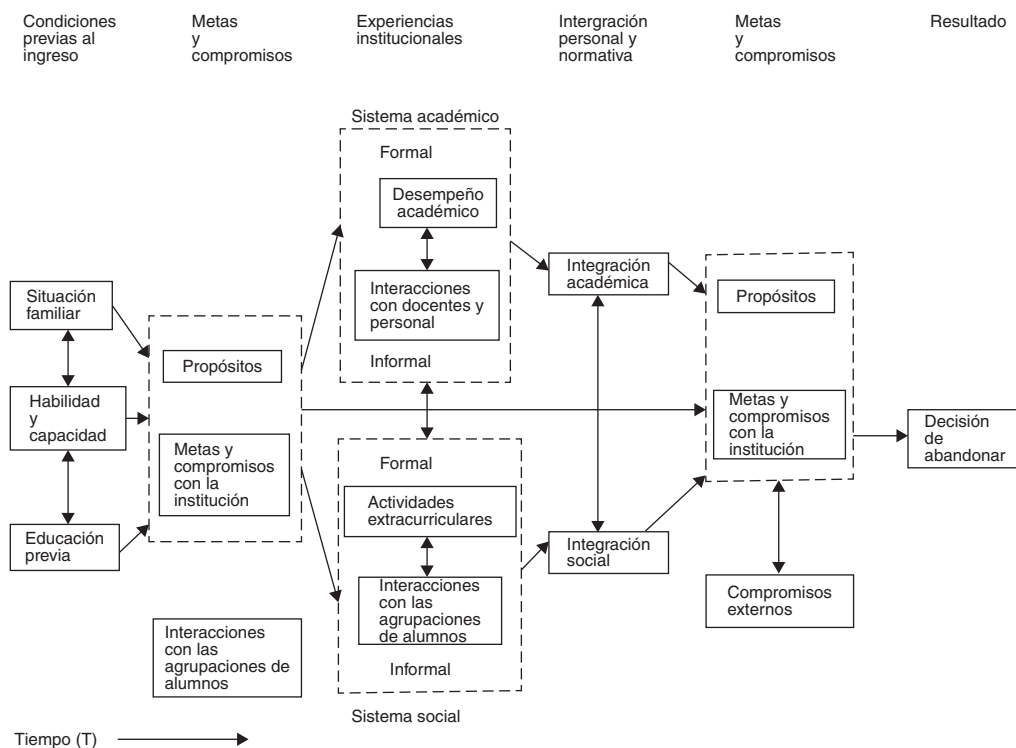 Condiciones
previas al
ingreso
Metas
y
compromisos
Experiencias
institucionales
Intergración
personal y
normativa
Metas
y
compromisos
Resultado
Sistema académico
Formal
Desempeño
académico
Interacciones
con docentes y
personal
Informal
Situación
familiar
Habilidad
y
capacidad
Educación
previa
Propósitos
Metas y
compromisos
con la
institución
Interacciones
con las
agrupaciones de
alumnos
Formal
Actividades
extracurriculares
Interacciones
con las
agrupaciones
de alumnos
Informal
Sistema social
Integración
académica
Integración
social
Propósitos
Metas y
compromisos
con la
institución
Compromisos
externos
Decisión
de
abandonar
Tiempo (T)